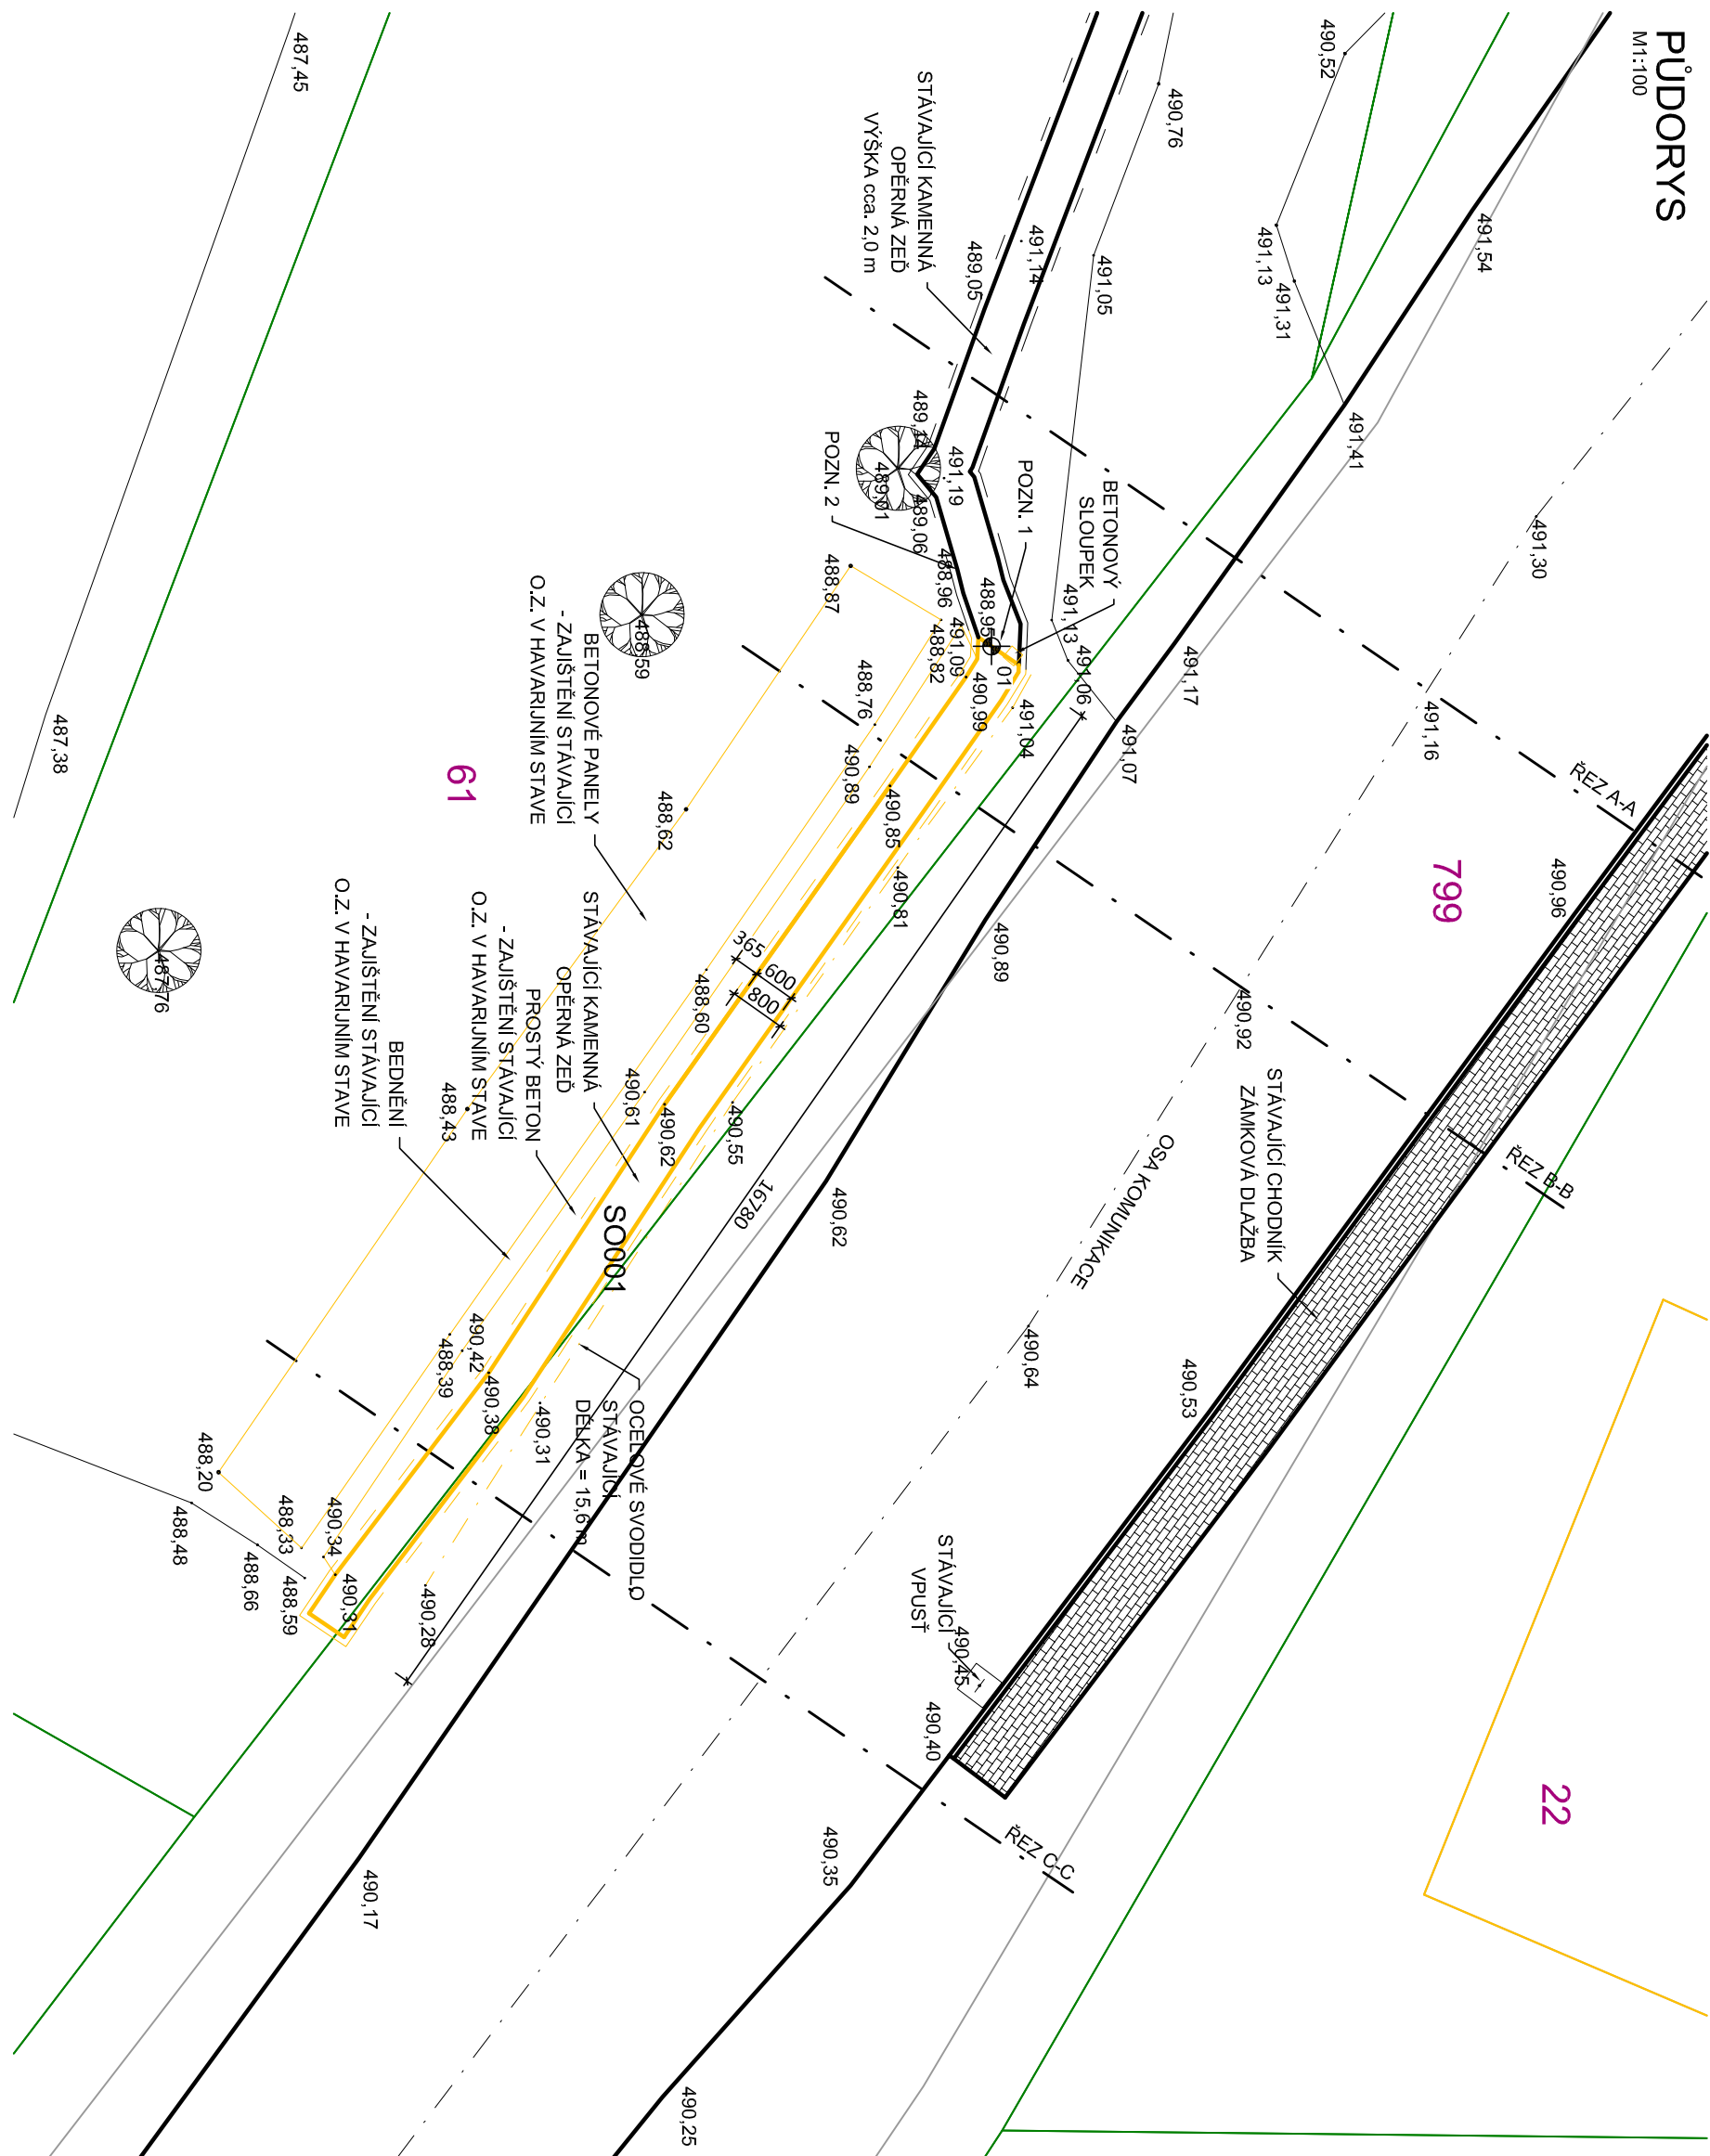 PŮDORYS
M1:100
490,52
490,76
487,45
491,54
491,13
491,31
491,05
491,14
489,05
STÁVAJÍCÍ KAMENNÁ
OPĚRNÁ ZEĎ
VÝŠKA cca. 2,0 m
491,41
491,30
489,14
491,19
489,01
489,06
POZN. 2
POZN. 1
BETONOVÝ
SLOUPEK
488,96
488,95
491,13
491,06
491,17
491,16
488,87
488,82
491,09
490,99
01
491,04
491,07
488,59
488,76
490,89
490,85
490,81
487,38
61
BETONOVÉ PANELY
- ZAJIŠTĚNÍ STÁVAJÍCÍ
O.Z. V HAVARIJNÍM STAVE
488,62
ŘEZ A-A
799
490,96
490,89
490,92
365
600
800
488,60
487,76
STÁVAJÍCÍ KAMENNÁ
OPĚRNÁ ZEĎ
PROSTÝ BETON
- ZAJIŠTĚNÍ STÁVAJÍCÍ
O.Z. V HAVARIJNÍM STAVE
BEDNĚNÍ
- ZAJIŠTĚNÍ STÁVAJÍCÍ
O.Z. V HAVARIJNÍM STAVE
488,43
490,61
490,62
490,55
16780
490,62
SO001
STÁVAJÍCÍ CHODNÍK
ZÁMKOVÁ DLAŽBA
OSA KOMUNIKACE
ŘEZ B-B
490,64
490,53
490,42
488,39
490,38
490,31
OCELOVÉ SVODIDLO
STÁVAJÍCÍ
DÉLKA = 15,6 m
488,20
488,48
488,33
490,34
488,66
488,59
490,31
490,28
STÁVAJÍCÍ
VPUSŤ
490,45
490,40
490,35
ŘEZ C-C
22
490,17
490,25